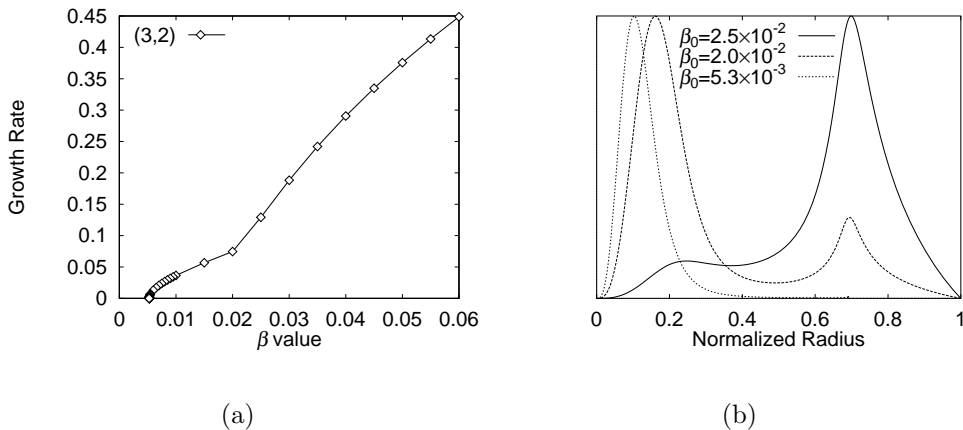 0.45
0.4
0.35
0.3
0.25
0.2
0.15
0.1
0.05
0
Growth Rate
(3,2)
0 0.01 0.02 0.03 0.04 0.05 0.06
β value
(a)
β₀=2.5×10⁻²
β₀=2.0×10⁻²
β₀=5.3×10⁻³
0 0.2 0.4 0.6 0.8 1
Normalized Radius
(b)